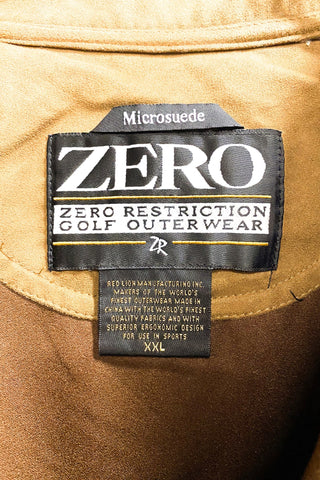 Microsuede
ZERO
ZERO RESTRICTION
GOLF OUTERWEAR
ZR
RED LION MANUFACTURING INC.
MAKERS OF THE WORLD'S
FINEST OUTERWEAR MADE IN
CHINA WITH THE WORLD'S FINEST
QUALITY FABRICS AND WITH
SUPERIOR ERGONOMIC DESIGN
FOR USE IN SPORTS
XXL